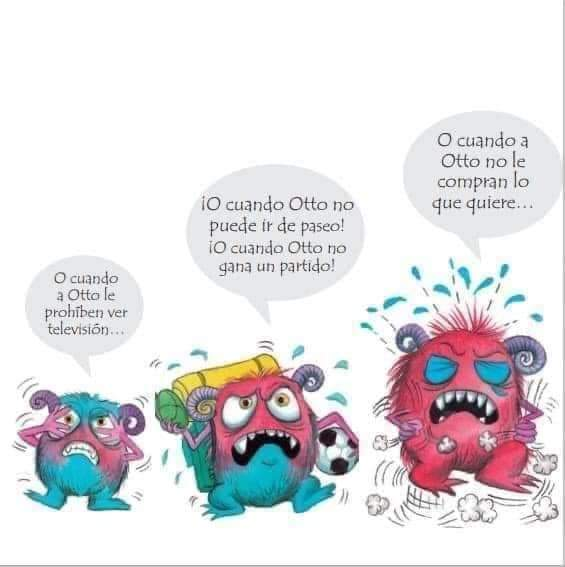 O cuando
a Otto le
prohíben ver
televisión...
¡O cuando Otto no
puede ir de paseo!
¡O cuando Otto no
gana un partido!
O cuando a
Otto no le
compran lo
que quiere...